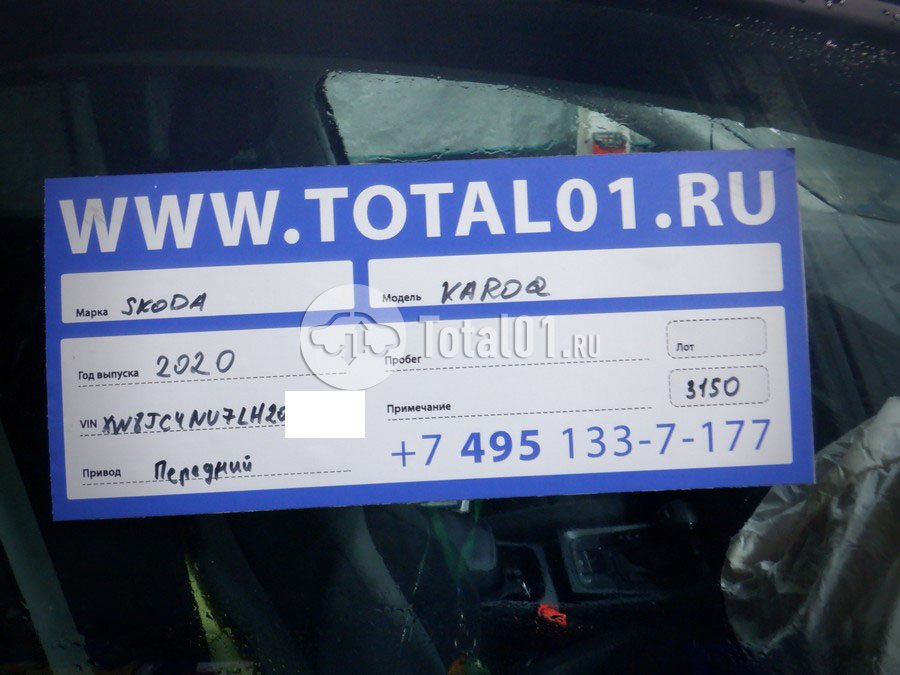 WWW.TOTAL01.RU
Марка SKODA Модель KAROQ
Total01.RU
Год выпуска 2020 Пробег Лот
VIN XW8JC4NU7LH20 Примечание 3150
Привод Передний +7 495 133-7-177